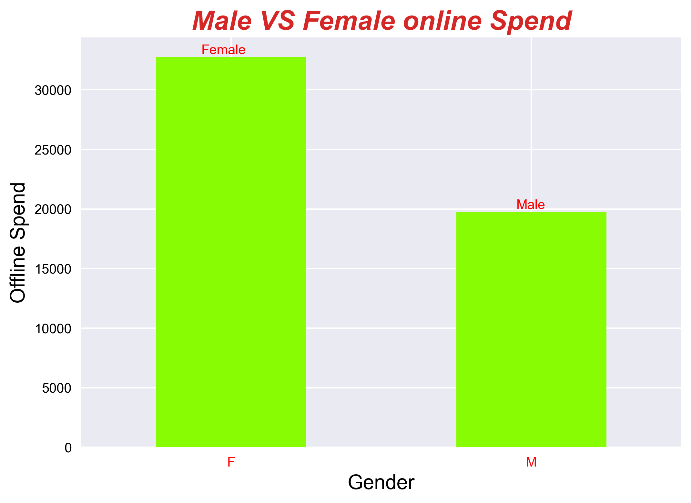 Male VS Female online Spend
Female
Male
Offline Spend
30000
25000
20000
15000
10000
5000
0
F
M
Gender